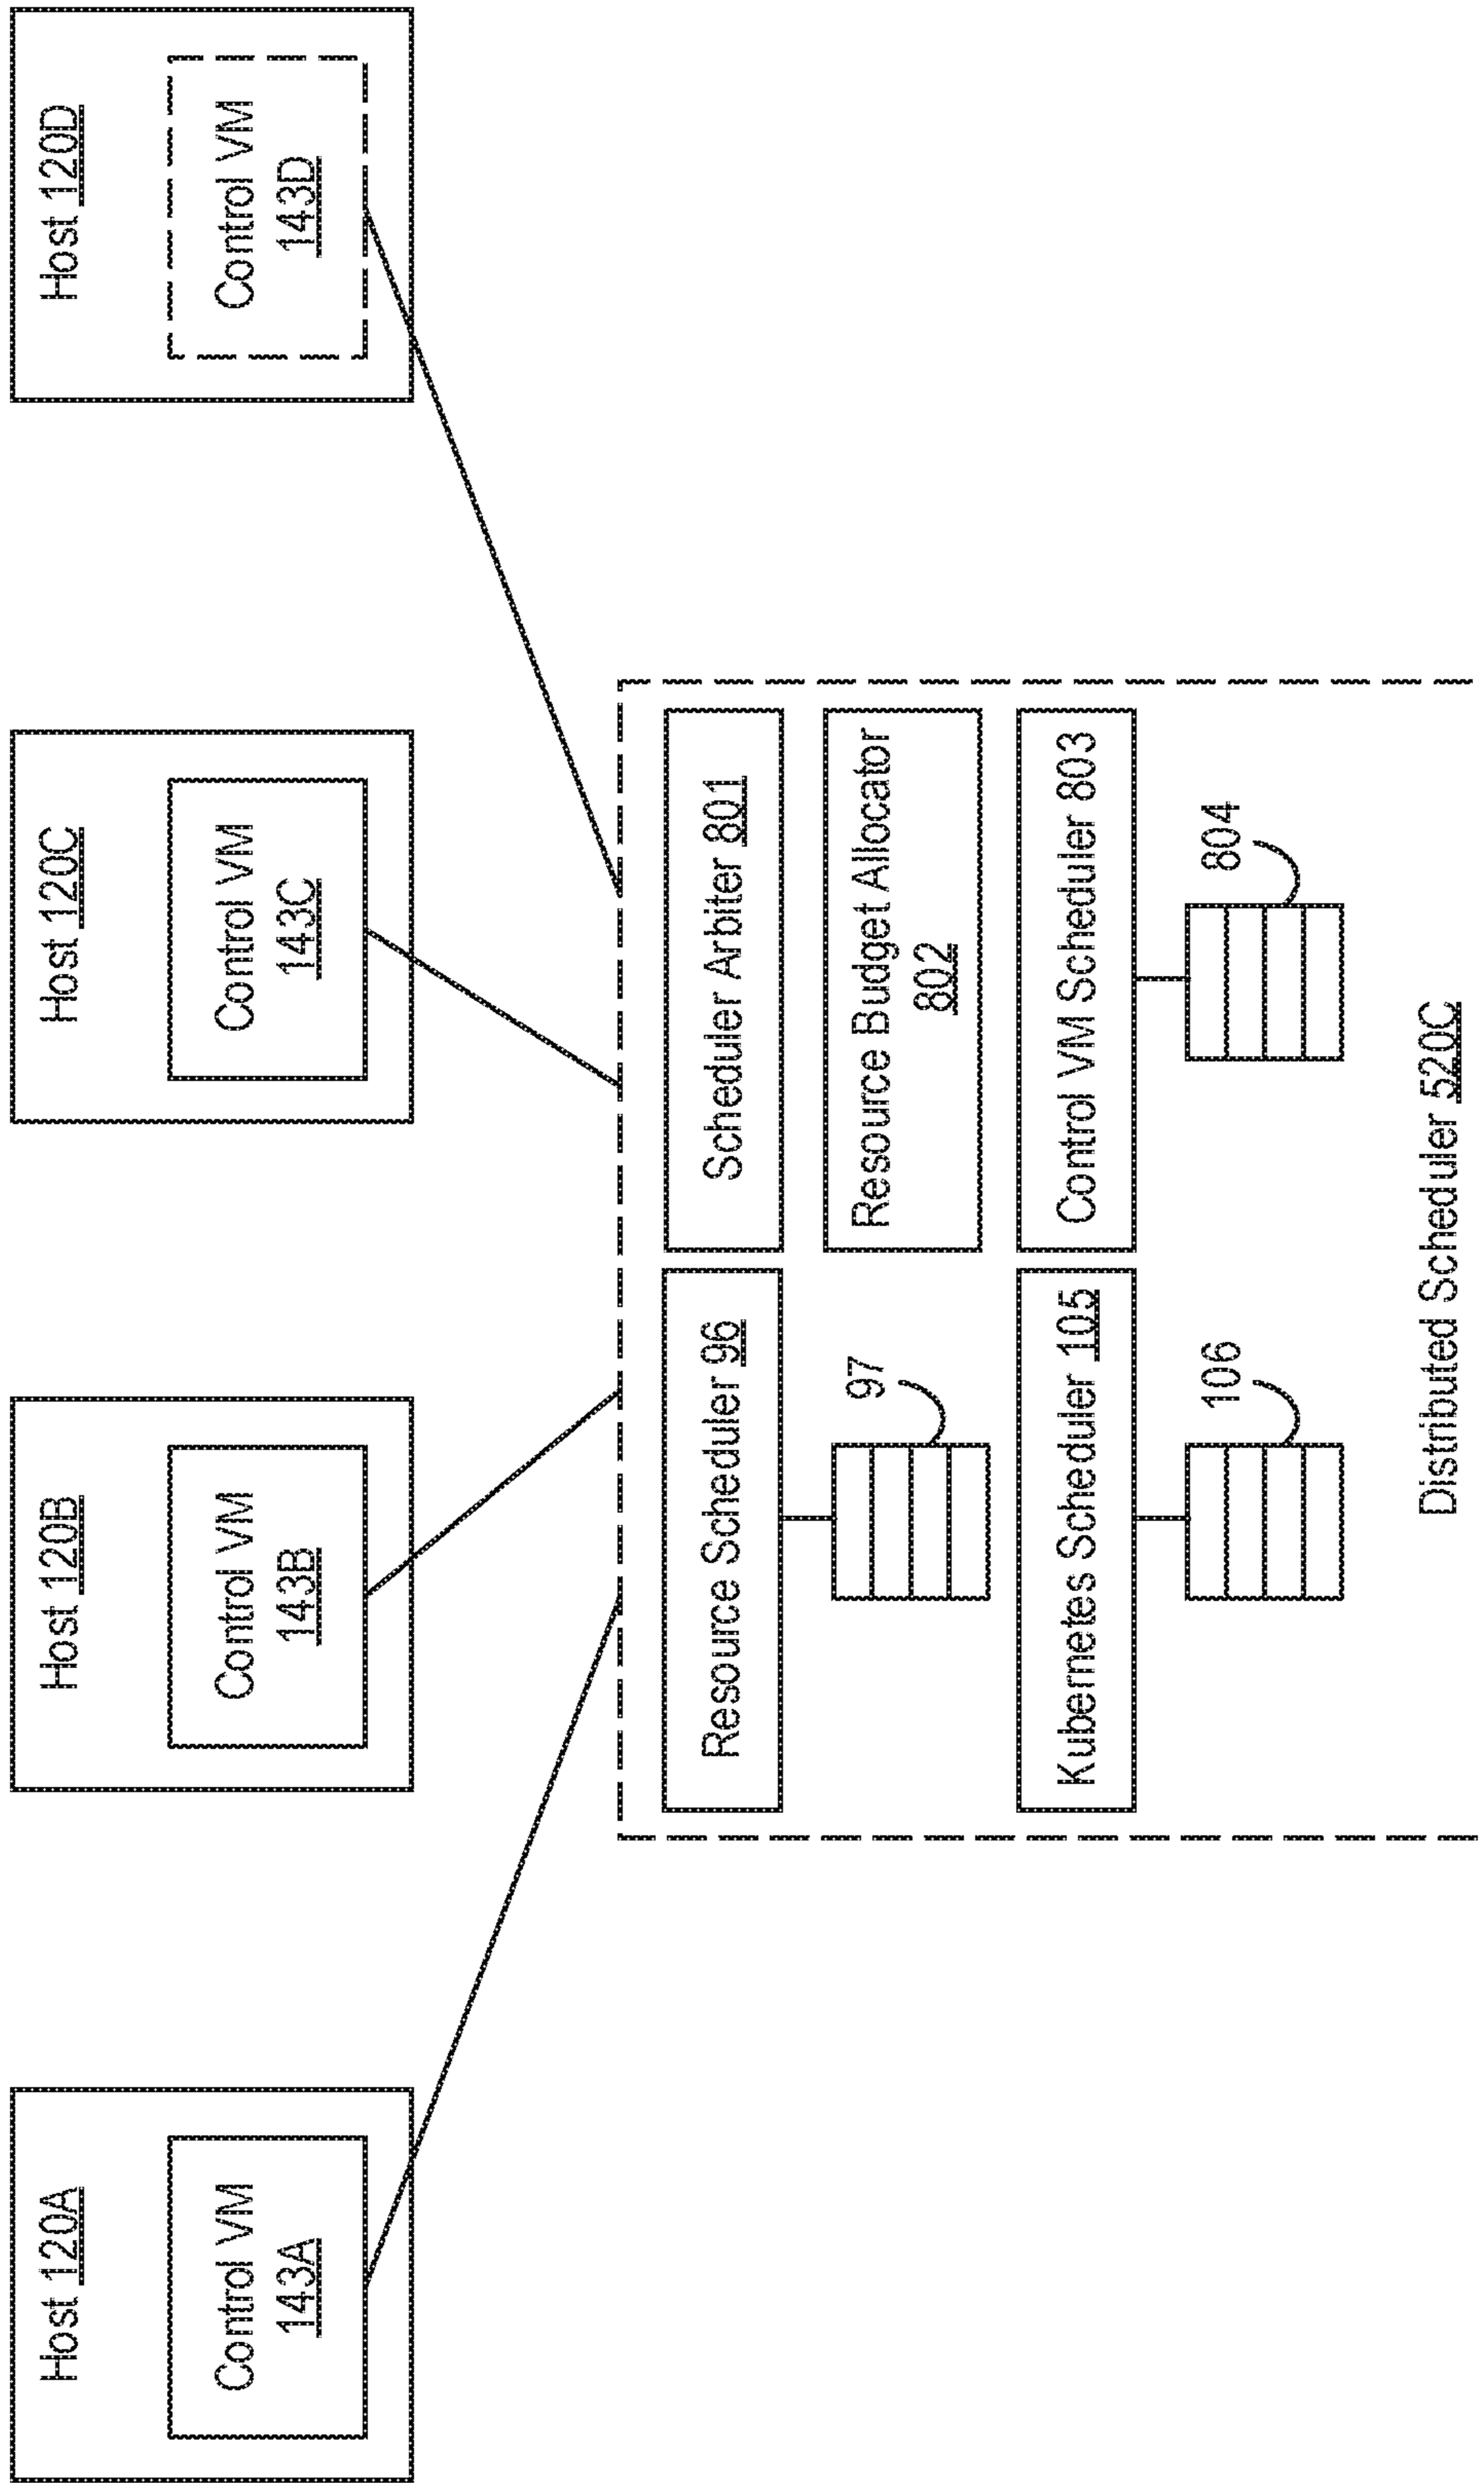 Host 120A
Control VM
143A
Host 120B
Control VM
143B
Host 120C
Control VM
143C
Host 120D
Control VM
143D
Resource Scheduler 96
97
Scheduler Arbiter 801
Resource Budget Allocator
802
Kubernetes Scheduler 105
106
Control VM Scheduler 803
804
Distributed Scheduler 520C